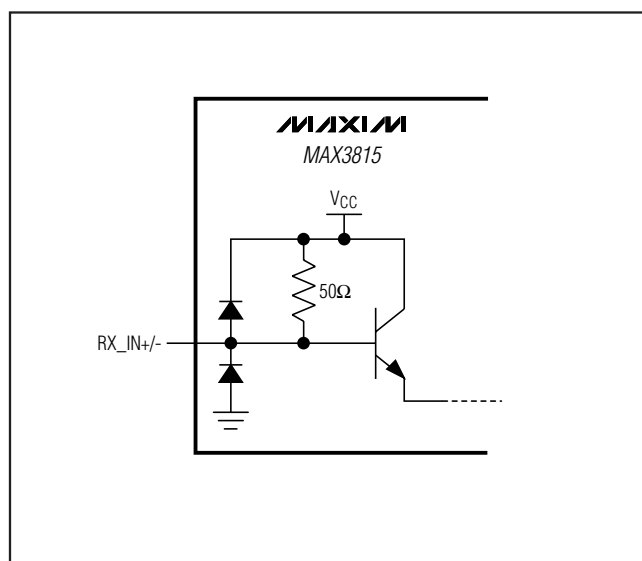 MAXIM
MAX3815
VCC
50Ω
RX_IN+/-